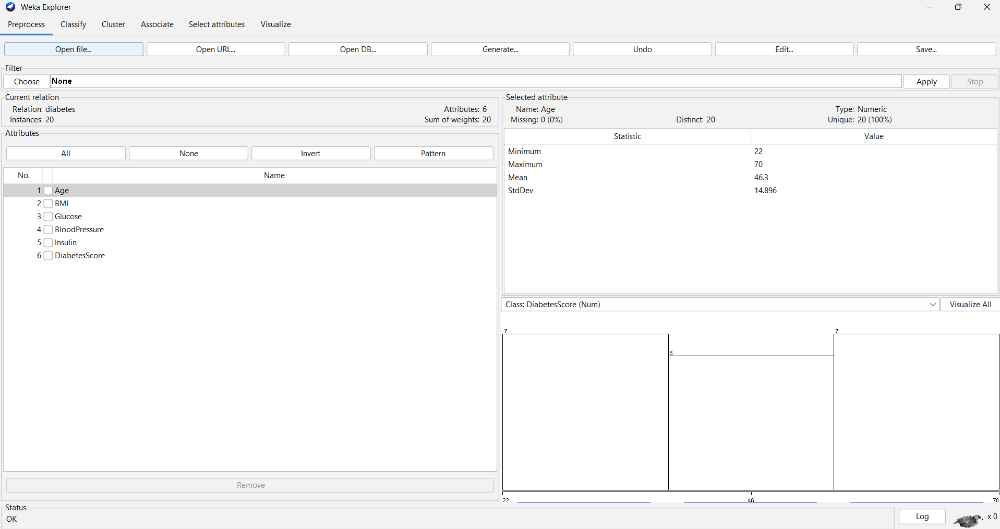 Weka Explorer
Preprocess Classify Cluster Associate Select attributes Visualize
Open file... Open URL... Open DB... Generate... Undo Edit... Save...
Filter
Choose None Apply Stop
Current relation
Relation: diabetes Attributes: 6
Instances: 20 Sum of weights: 20
Attributes
All None Invert Pattern
No. Name
1 Age
2 BMI
3 Glucose
4 BloodPressure
5 Insulin
6 DiabetesScore
Remove
Selected attribute
Name: Age Type: Numeric
Missing: 0 (0%) Distinct: 20 Unique: 20 (100%)
Statistic Value
Minimum 22
Maximum 70
Mean 46.3
StdDev 14.896
Class: DiabetesScore (Num) Visualize All
7 6 7
22 46 70
Status
OK
Log x 0